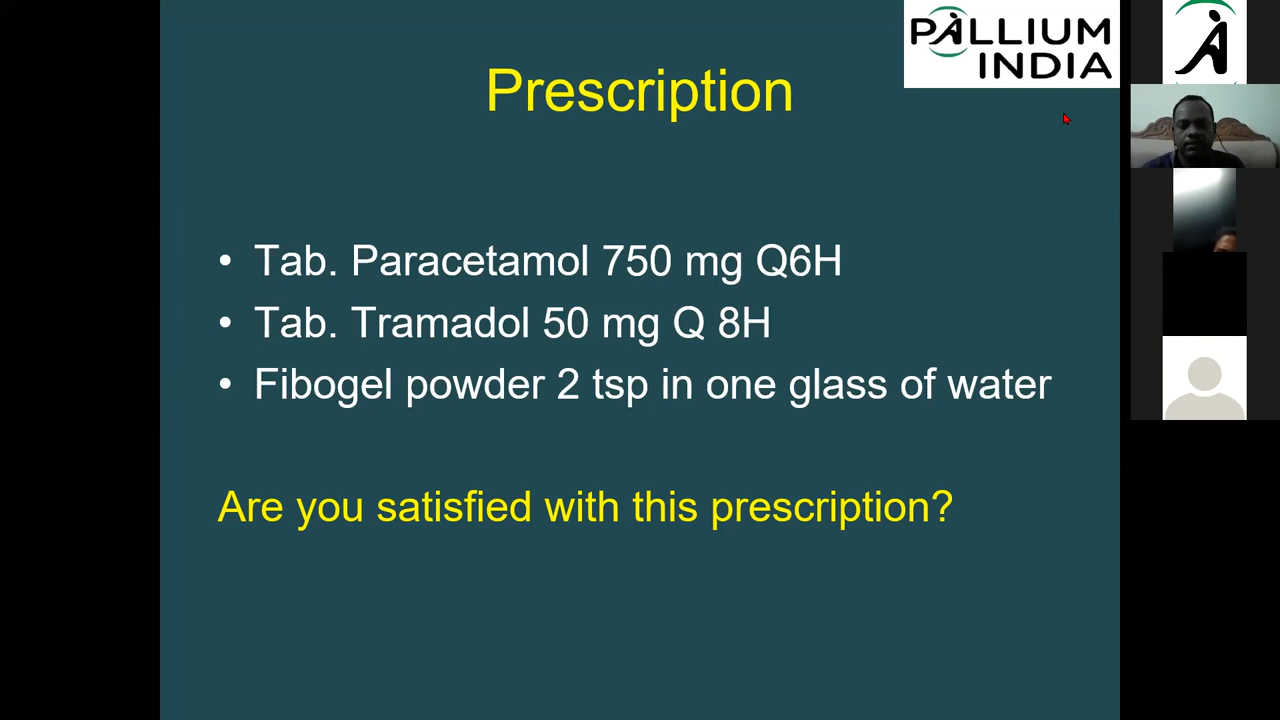 PALLIUM
INDIA
Prescription
• Tab. Paracetamol 750 mg Q6H
• Tab. Tramadol 50 mg Q 8H
• Fibogel powder 2 tsp in one glass of water
Are you satisfied with this prescription?